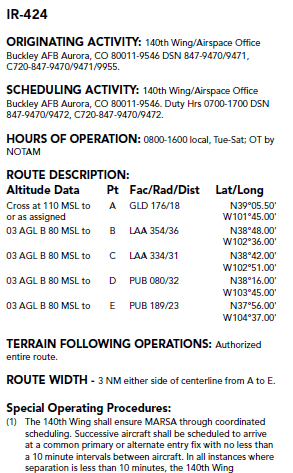 IR-424
ORIGINATING ACTIVITY: 140th Wing/Airspace Office
Buckley AFB Aurora, CO 80011-9546 DSN 847-9470/9471,
C720-847-9470/9471/9955.
SCHEDULING ACTIVITY: 140th Wing/Airspace Office
Buckley AFB Aurora, CO 80011-9546. Duty Hrs 0700-1700 DSN
847-9470/9472, C720-847-9470/9472.
HOURS OF OPERATION: 0800-1600 local, Tue-Sat; OT by
NOTAM
ROUTE DESCRIPTION:
Altitude Data Pt Fac/Rad/Dist Lat/Long
Cross at 110 MSL to A GLD 176/18 N39°05.50'
or as assigned W101°45.00'
03 AGL B 80 MSL to B LAA 354/36 N38°48.00'
W102°36.00'
03 AGL B 80 MSL to C LAA 334/31 N38°42.00'
W102°51.00'
03 AGL B 80 MSL to D PUB 080/32 N38°16.00'
W103°45.00'
03 AGL B 80 MSL to E PUB 189/23 N37°56.00'
W104°37.00'
TERRAIN FOLLOWING OPERATIONS: Authorized
entire route.
ROUTE WIDTH - 3 NM either side of centerline from A to E.
Special Operating Procedures:
(1) The 140th Wing shall ensure MARSA through coordinated
scheduling. Successive aircraft shall be scheduled to arrive
at a common primary or alternate entry fix with no less than
a 10 minute intervals between aircraft. In all instances where
separation is less than 10 minutes, the 140th Wing